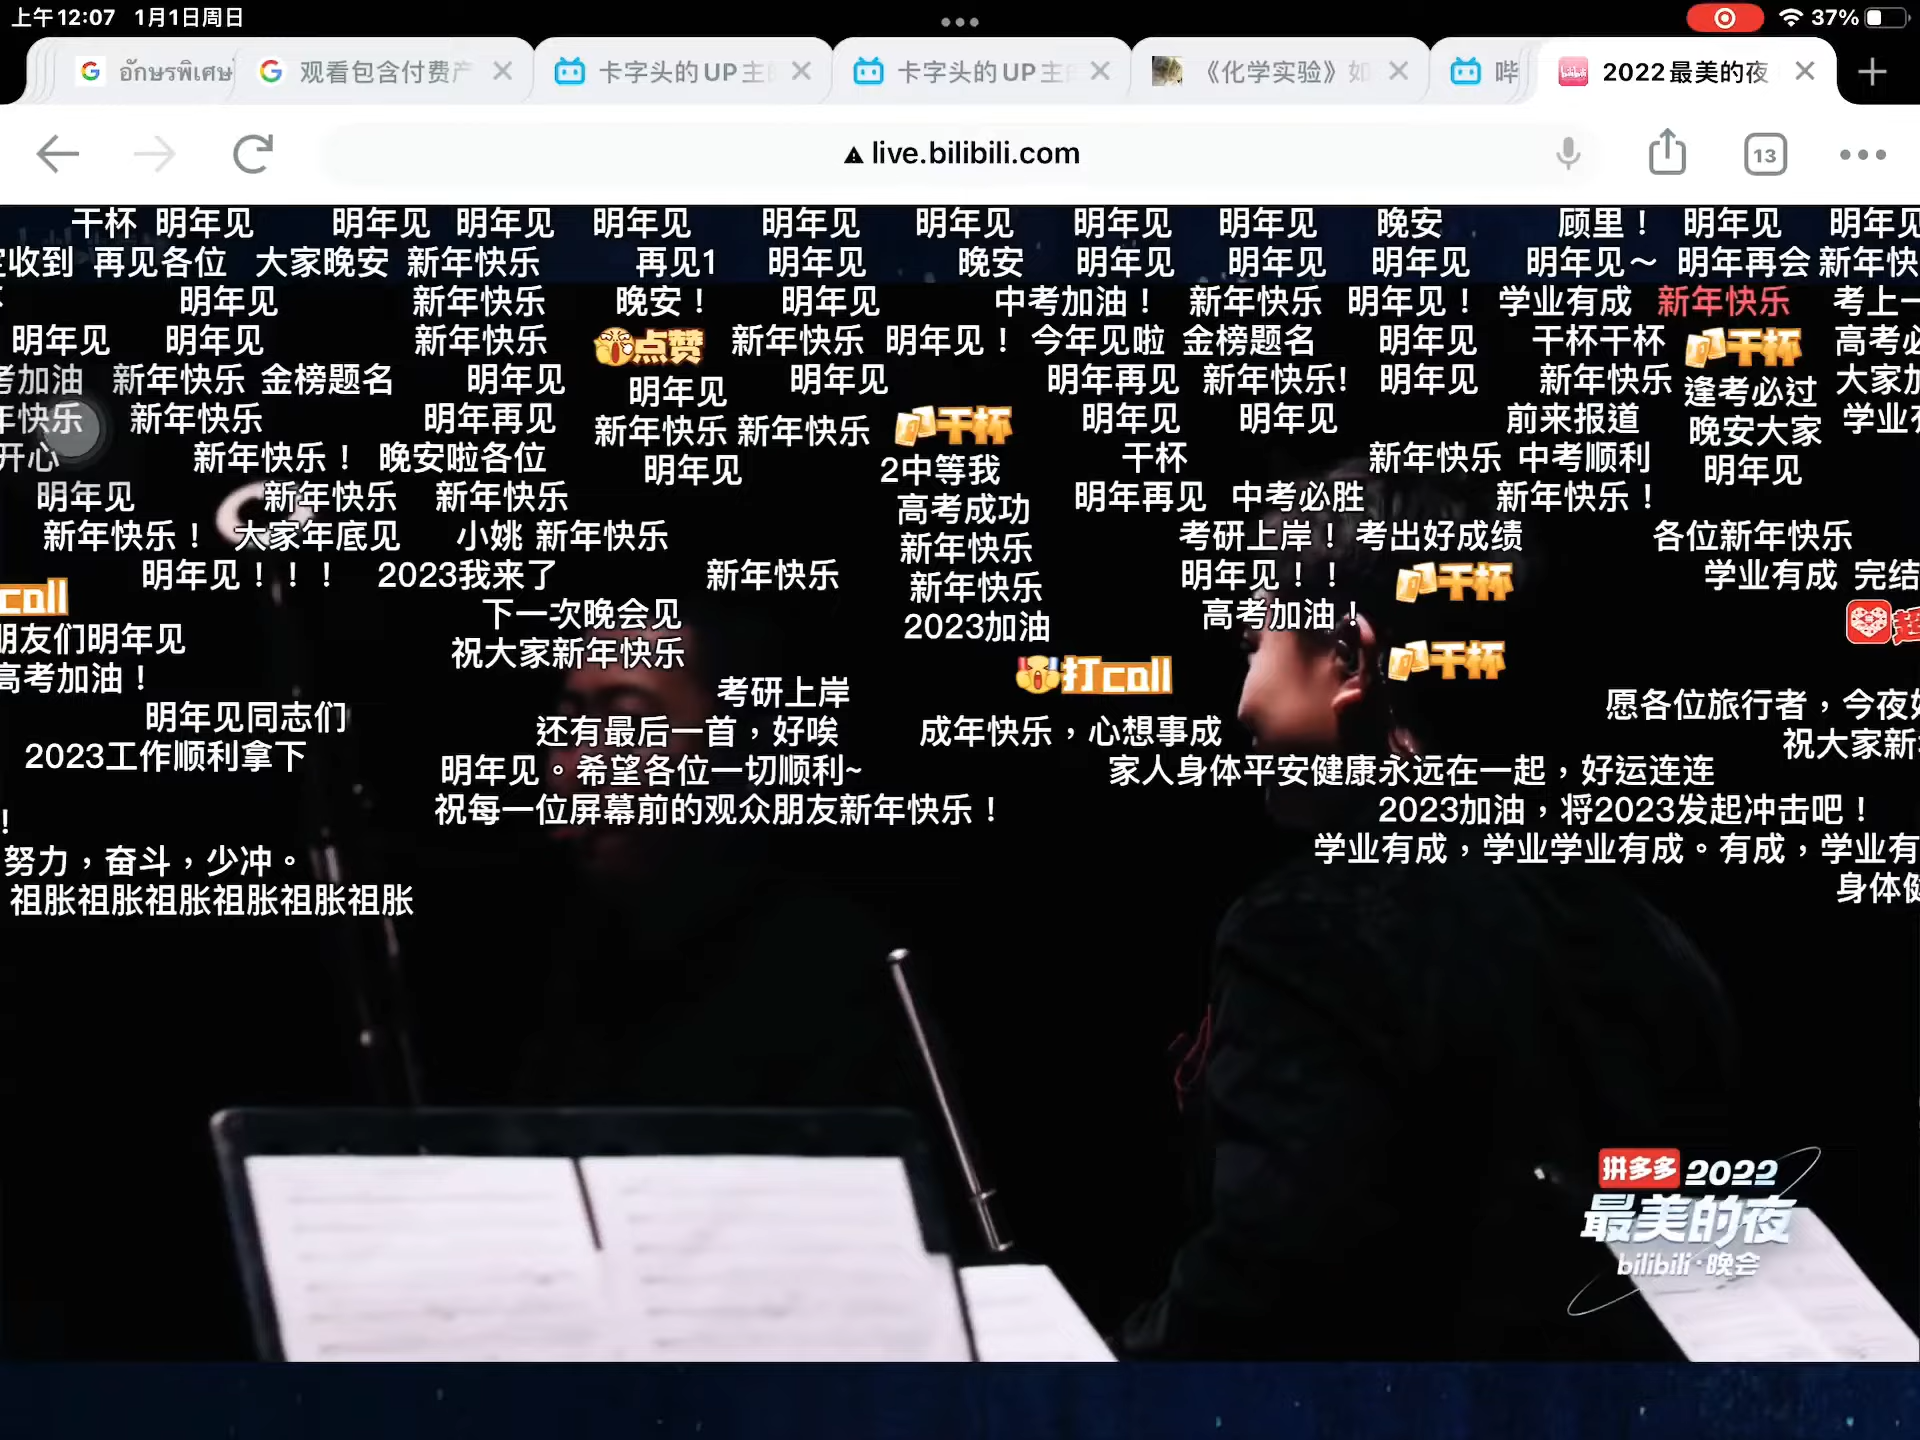 上午12:07 1月1日周日 37%
อักษรพิเศษ 观看包含付费产 卡字头的UP主 卡字头的UP主 《化学实验》如 哔 2022最美的夜
live.bilibili.com 13
干杯 明年见 明年见 明年见 明年见 明年见 明年见 明年见 明年见 晚安 顾里！ 明年见 明年见
收到 再见各位 大家晚安 新年快乐 再见1 明年见 晚安 明年见 明年见 明年见 明年见～ 明年再会 新年快
明年见 新年快乐 晚安！ 明年见 中考加油！ 新年快乐 明年见！ 学业有成 新年快乐 考上一
明年见 明年见 新年快乐 点赞 新年快乐 明年见！ 今年见啦 金榜题名 明年见 干杯干杯 干杯 高考必
考加油 新年快乐 金榜题名 明年见 明年见 明年见 明年再见 新年快乐! 明年见 新年快乐 逢考必过 大家加
年快乐 新年快乐 明年再见 新年快乐 新年快乐 干杯 明年见 明年见 前来报道 晚安大家 学业有
开心 新年快乐！ 晚安啦各位 明年见 2中等我 干杯 新年快乐 中考顺利 明年见
明年见 新年快乐 新年快乐 高考成功 明年再见 中考必胜 新年快乐！
新年快乐！ 大家年底见 小姚 新年快乐 新年快乐 考研上岸！ 考出好成绩 各位新年快乐
明年见！！！ 2023我来了 新年快乐 新年快乐 明年见！！ 干杯 学业有成 完结
call 下一次晚会见 2023加油 高考加油！ 超
朋友们明年见 祝大家新年快乐 打call 干杯
高考加油！ 考研上岸 愿各位旅行者，今夜好
明年见同志们 还有最后一首，好唉 成年快乐，心想事成 祝大家新
2023工作顺利拿下 明年见。希望各位一切顺利~ 家人身体平安健康永远在一起，好运连连
！ 祝每一位屏幕前的观众朋友新年快乐！ 2023加油，将2023发起冲击吧！
努力，奋斗，少冲。 学业有成，学业学业有成。有成，学业有
祖胀祖胀祖胀祖胀祖胀祖胀 身体健
拼多多 2022
最美的夜
bilibili·晚会